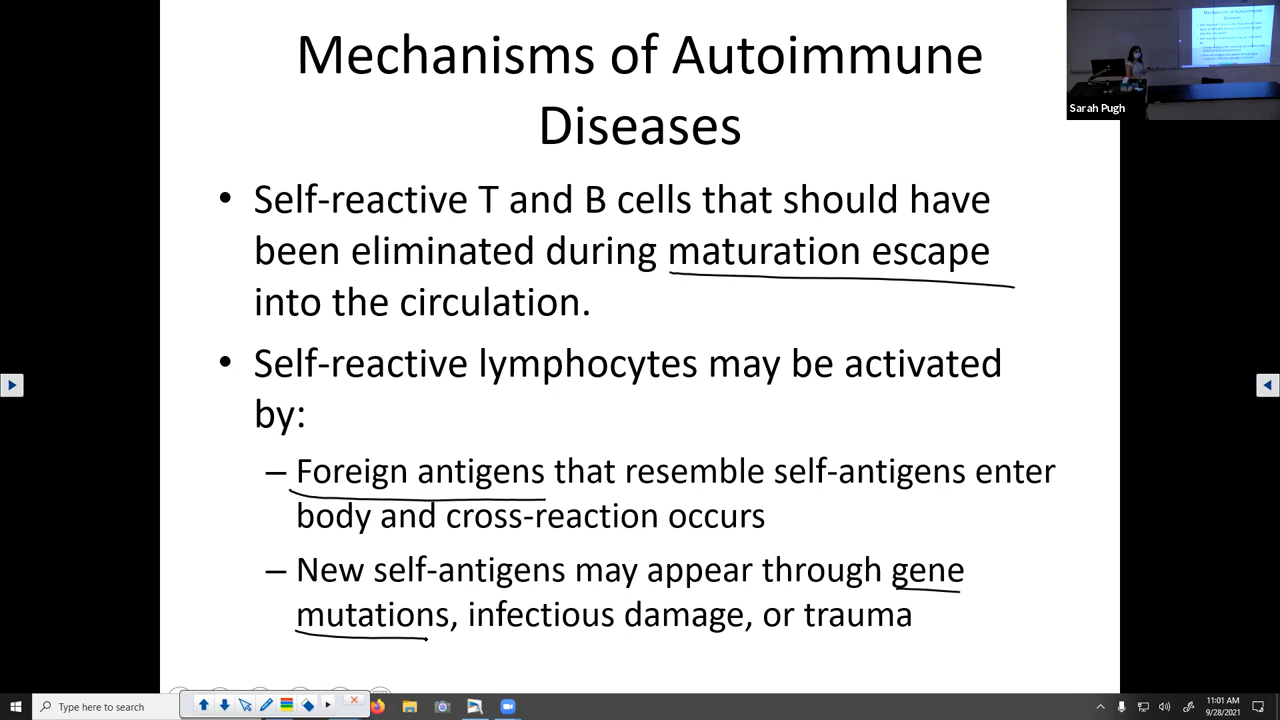 Mechanisms of Autoimmune
Diseases
Sarah Pugh
• Self-reactive T and B cells that should have
been eliminated during maturation escape
into the circulation.
• Self-reactive lymphocytes may be activated
by:
– Foreign antigens that resemble self-antigens enter
body and cross-reaction occurs
– New self-antigens may appear through gene
mutations, infectious damage, or trauma
Type here to search
11:01 AM
9/28/2021